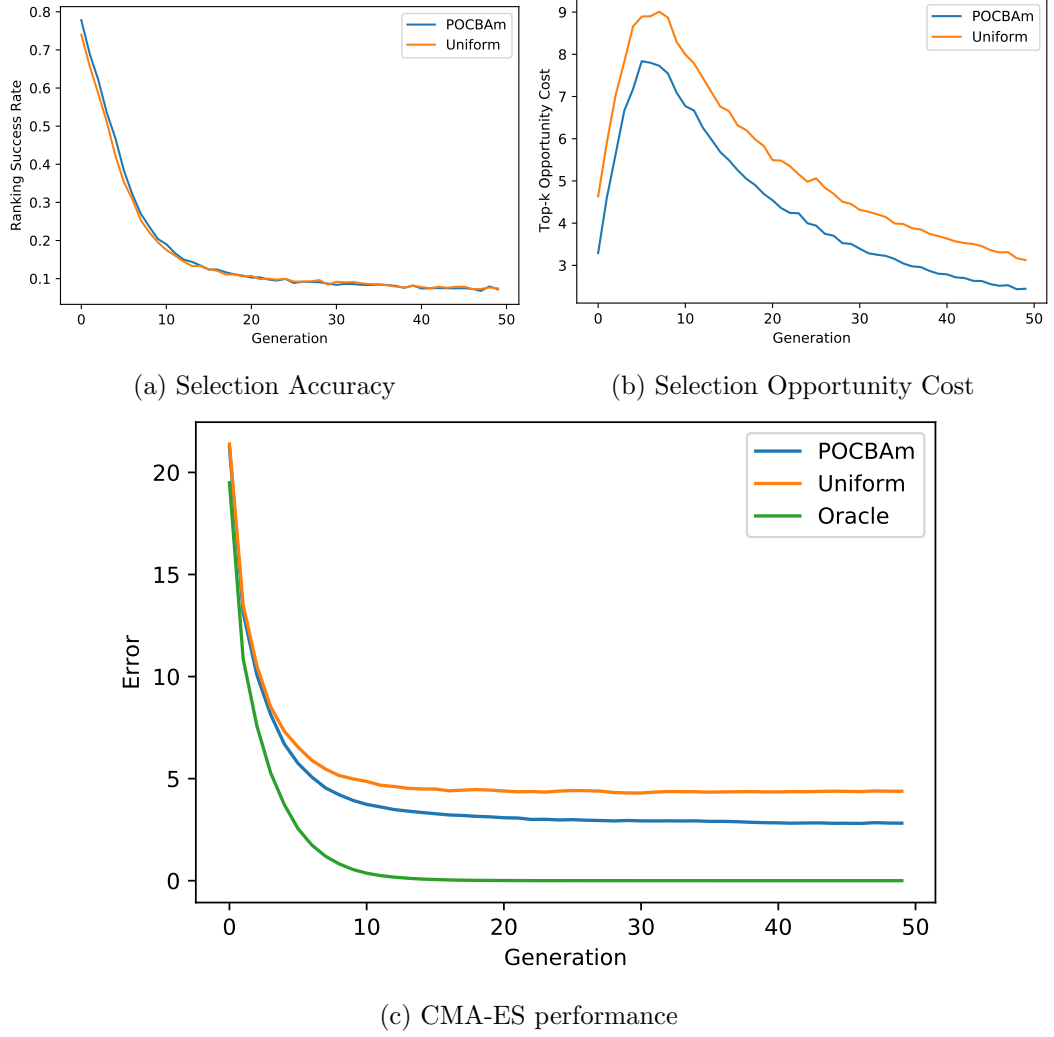 0.8
0.7
0.6
0.5
0.4
0.3
0.2
0.1
Ranking Success Rate
POCBAm
Uniform
0 10 20 30 40 50
Generation
(a) Selection Accuracy
9
8
7
6
5
4
3
Top-k Opportunity Cost
POCBAm
Uniform
0 10 20 30 40 50
Generation
(b) Selection Opportunity Cost
20
15
10
5
0
Error
POCBAm
Uniform
Oracle
0 10 20 30 40 50
Generation
(c) CMA-ES performance